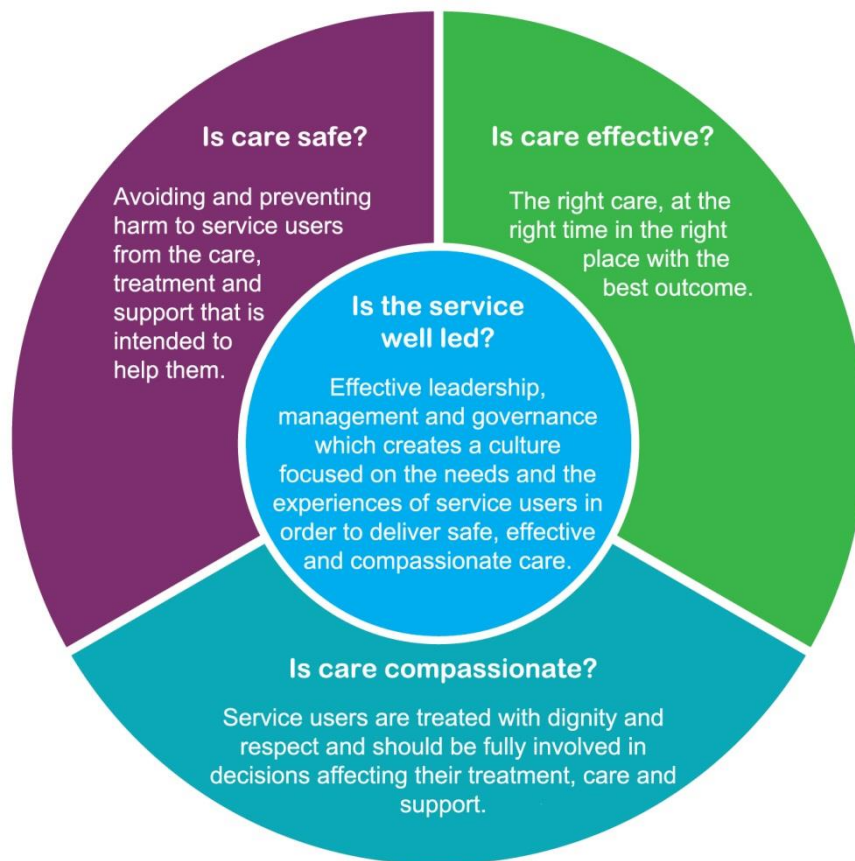 Is care safe?
Avoiding and preventing
harm to service users
from the care,
treatment and
support that is
intended to
help them.
Is care effective?
The right care, at the
right time in the right
place with the
best outcome.
Is the service
well led?
Effective leadership,
management and governance
which creates a culture
focused on the needs and the
experiences of service users in
order to deliver safe, effective
and compassionate care.
Is care compassionate?
Service users are treated with dignity and
respect and should be fully involved in
decisions affecting their treatment, care and
support.